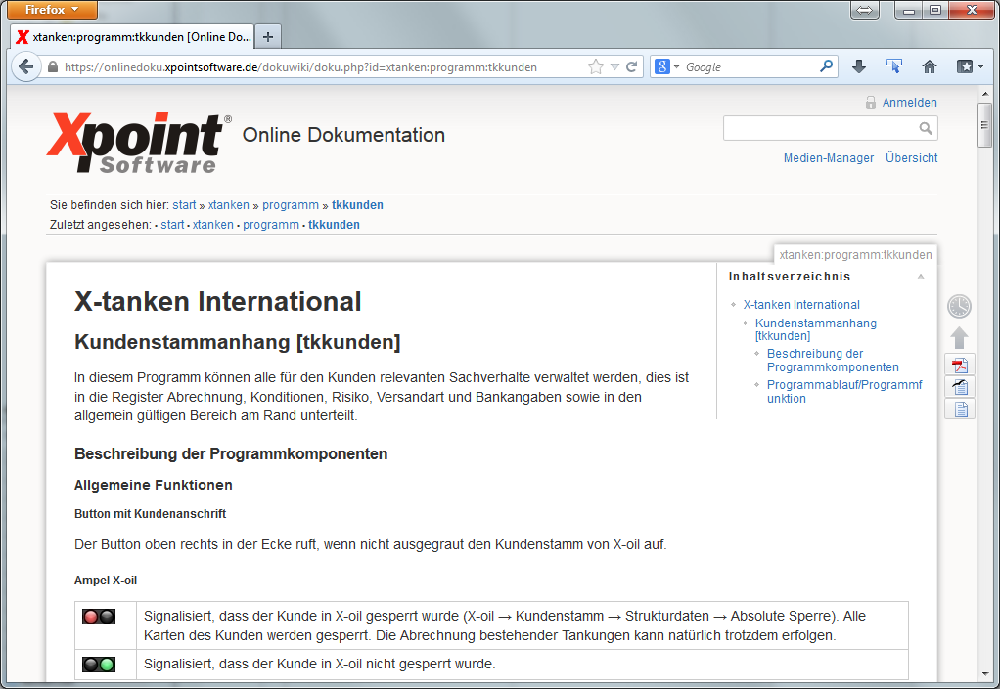 Firefox
xtanken:programm:tkkunden [Online Do...
https://onlinedoku.xpointsoftware.de/dokuwiki/doku.php?id=xtanken:programm:tkkunden
8
Google
Anmelden
Xpoint® Software
Online Dokumentation
Medien-Manager Übersicht
Sie befinden sich hier: start » xtanken » programm » tkkunden
Zuletzt angesehen: • start • xtanken • programm • tkkunden
xtanken:programm:tkkunden
Inhaltsverzeichnis
X-tanken International
Kundenstammanhang
[tkkunden]
Beschreibung der
Programmkomponenten
Programmablauf/Programmf
unktion
X-tanken International
Kundenstammanhang [tkkunden]
In diesem Programm können alle für den Kunden relevanten Sachverhalte verwaltet werden, dies ist
in die Register Abrechnung, Konditionen, Risiko, Versandart und Bankangaben sowie in den
allgemein gültigen Bereich am Rand unterteilt.
Beschreibung der Programmkomponenten
Allgemeine Funktionen
Button mit Kundenanschrift
Der Button oben rechts in der Ecke ruft, wenn nicht ausgegraut den Kundenstamm von X-oil auf.
Ampel X-oil
Signalisiert, dass der Kunde in X-oil gesperrt wurde (X-oil → Kundenstamm → Strukturdaten → Absolute Sperre). Alle
Karten des Kunden werden gesperrt. Die Abrechnung bestehender Tankungen kann natürlich trotzdem erfolgen.
Signalisiert, dass der Kunde in X-oil nicht gesperrt wurde.